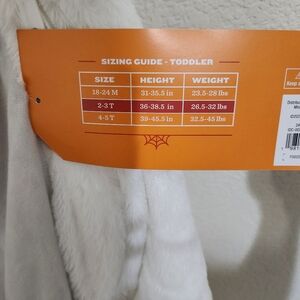 SIZING GUIDE - TODDLER
SIZE HEIGHT WEIGHT
18-24 M 31-35.5 in 23.5-28 lbs
2-3 T 36-38.5 in 26.5-32 lbs
4-5 T 39-45.5 in 32.5-45 lbs
Keep